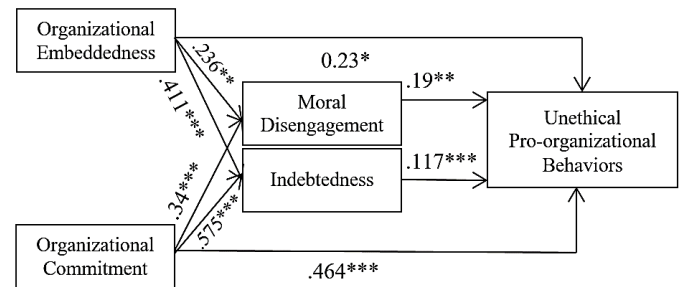 Organizational
Embeddedness
.236**
.411***
0.23*
.19**
Moral
Disengagement
Unethical
Pro-organizational
Behaviors
Indebtedness
.117***
.34***
.575***
Organizational
Commitment
.464***